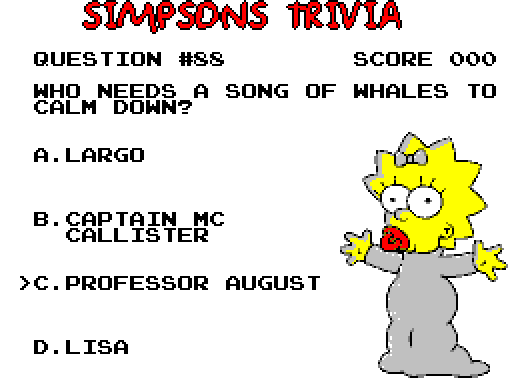 SIMPSONS TRIVIA
QUESTION #88 SCORE 000
WHO NEEDS A SONG OF WHALES TO
CALM DOWN?
A.LARGO
B.CAPTAIN MC
CALLISTER
>C.PROFESSOR AUGUST
D.LISA